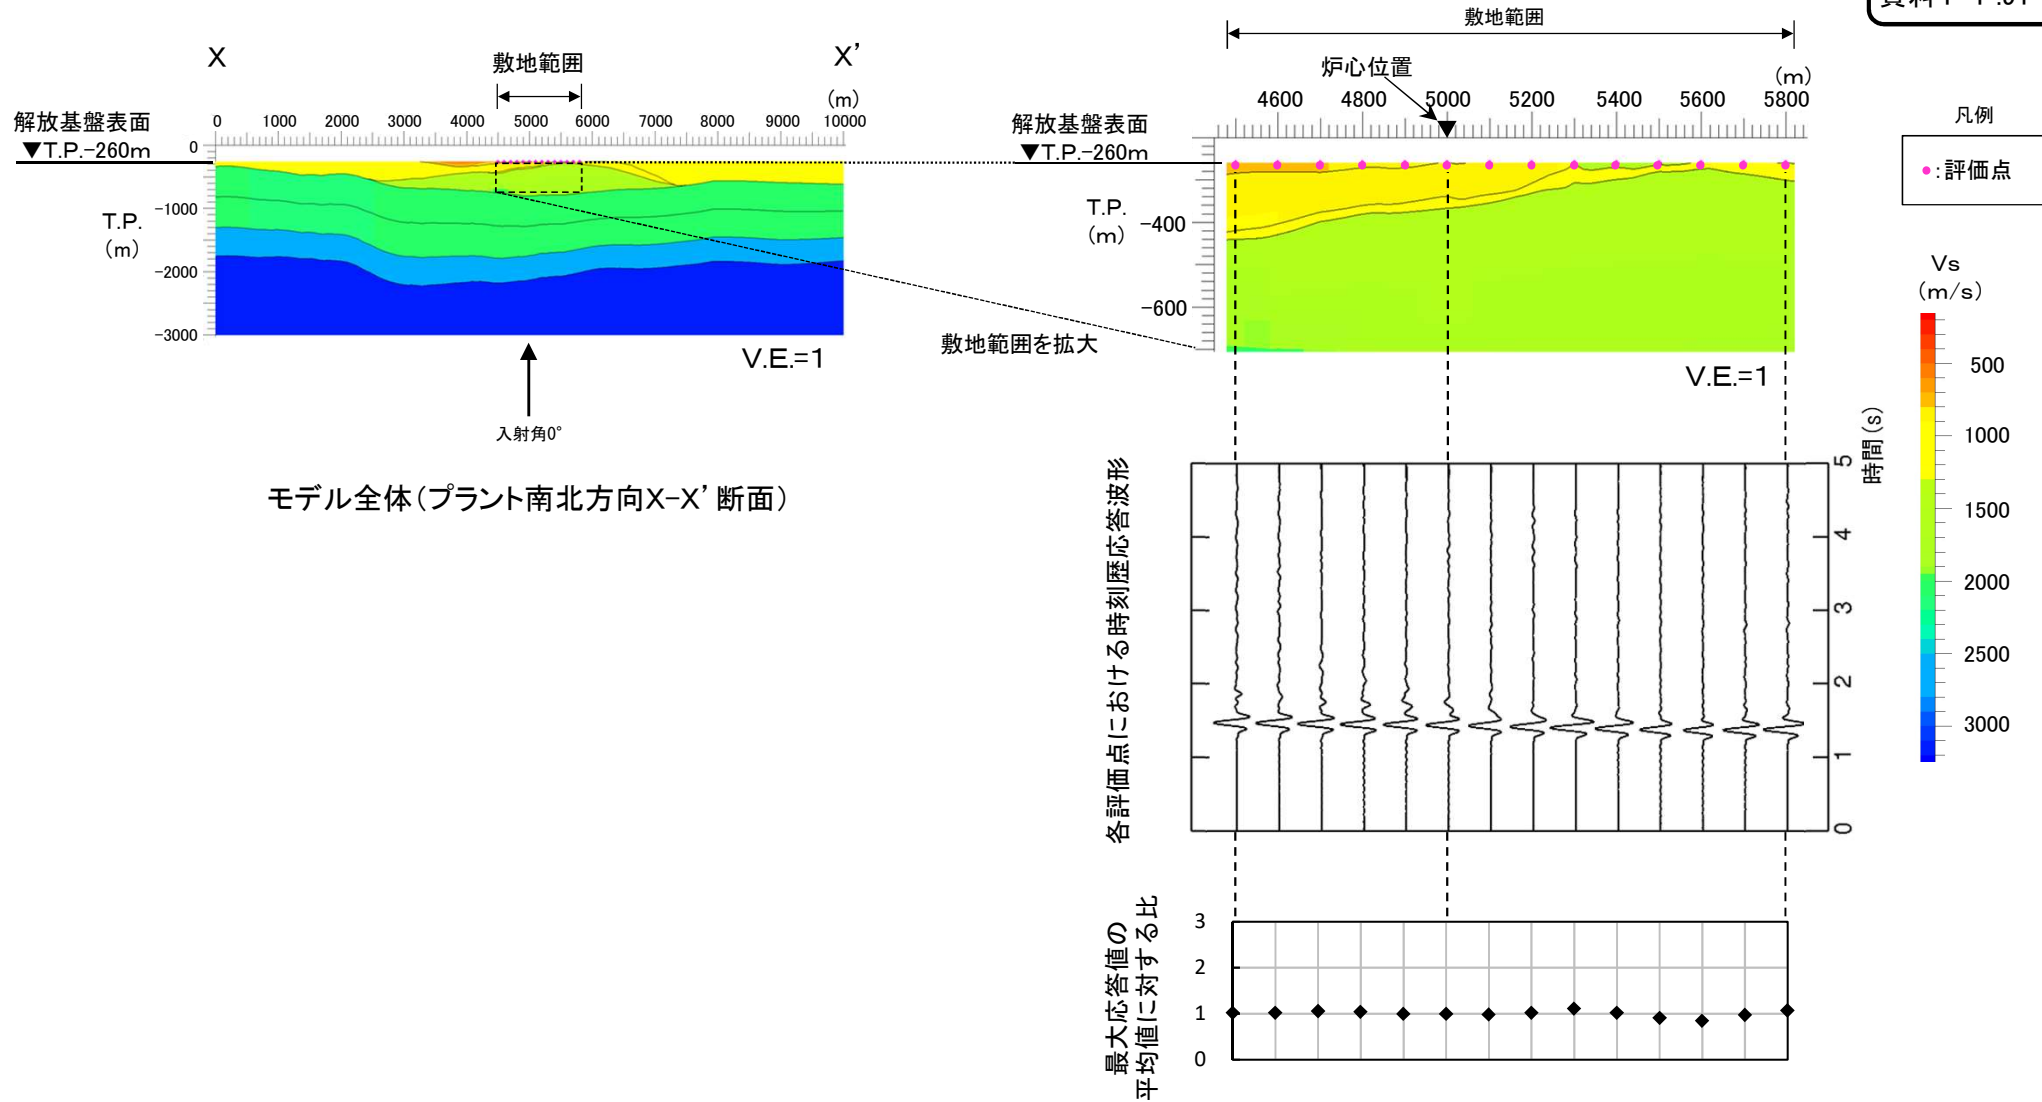 X
X’
敷地範囲
(m)
解放基盤表面
▼T.P.-260m
0 1000 2000 3000 4000 5000 6000 7000 8000 9000 10000
0
-1000
-2000
-3000
T.P.
(m)
V.E.=1
入射角0°
モデル全体(プラント南北方向X-X’断面)
敷地範囲
炉心位置
(m)
4600 4800 5000 5200 5400 5600 5800
解放基盤表面
▼T.P.-260m
T.P.
(m)
-400
-600
敷地範囲を拡大
V.E.=1
凡例
:評価点
Vs
(m/s)
500
1000
1500
2000
2500
3000
各評価点における時刻歴応答波形
時間(s)
5
4
3
2
1
0
最大応答値の
平均値に対する比
3
2
1
0